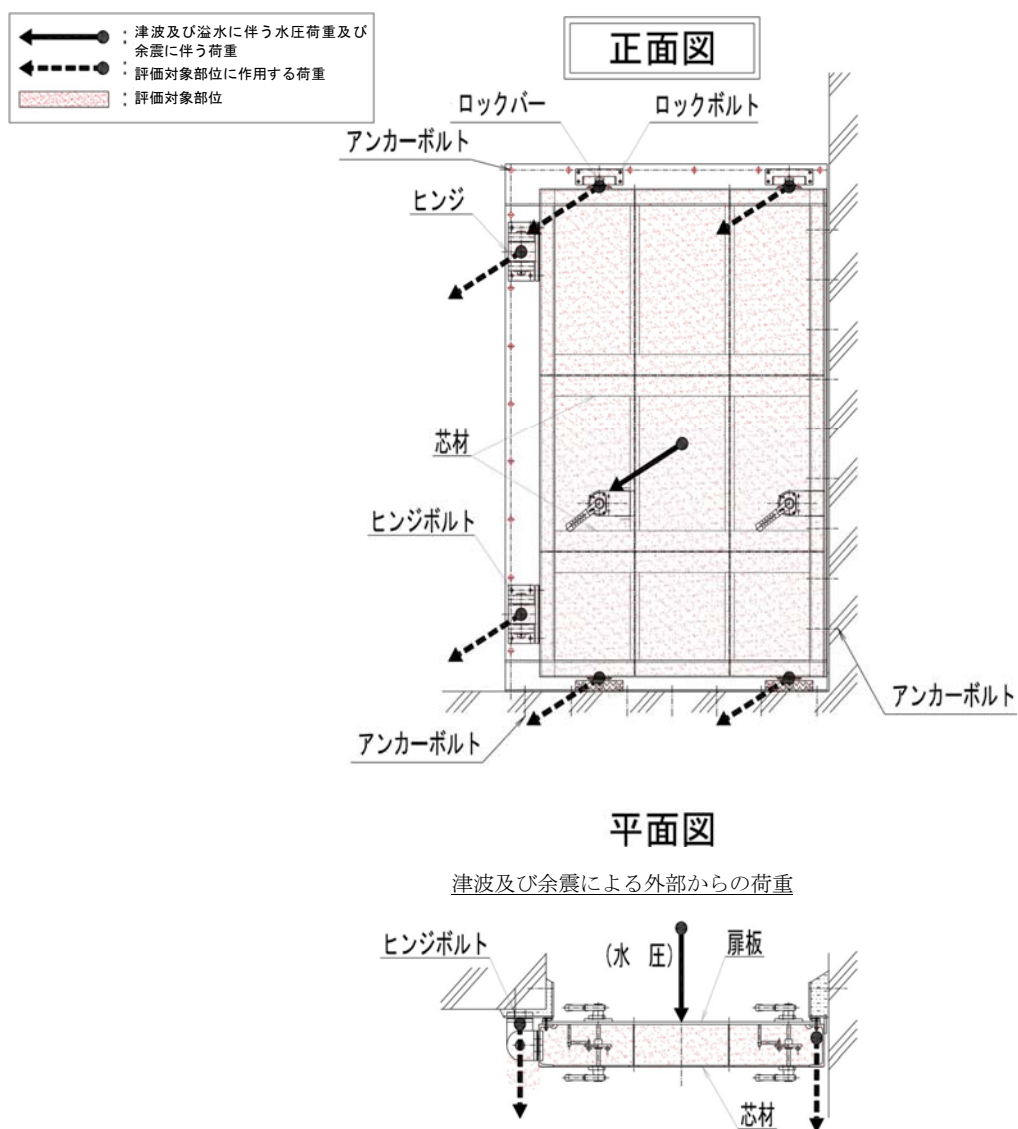 ：津波及び溢水に伴う水圧荷重及び
余震に伴う荷重
：評価対象部位に作用する荷重
：評価対象部位
正面図
ロックバー
ロックボルト
アンカーボルト
ヒンジ
芯材
ヒンジボルト
アンカーボルト
アンカーボルト
平面図
津波及び余震による外部からの荷重
ヒンジボルト
（水　圧）
扉板
芯材